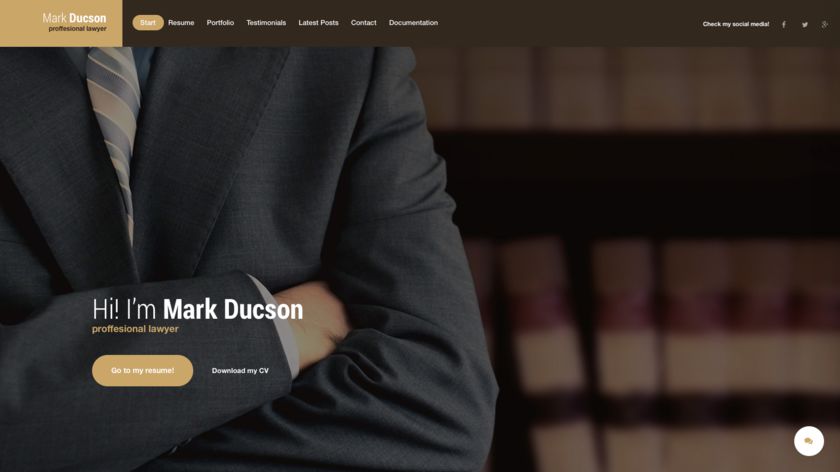 Mark Ducson
proffesional lawyer
Start
Resume
Portfolio
Testimonials
Latest Posts
Contact
Documentation
Check my social media!
Hi! I'm Mark Ducson
proffesional lawyer
Go to my resume!
Download my CV